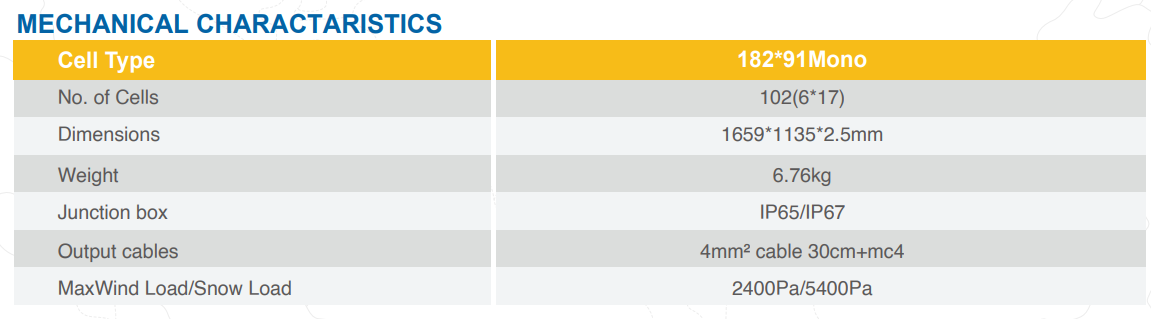 MECHANICAL CHARACTARISTICS
Cell Type 182*91Mono
No. of Cells 102(6*17)
Dimensions 1659*1135*2.5mm
Weight 6.76kg
Junction box IP65/IP67
Output cables 4mm² cable 30cm+mc4
MaxWind Load/Snow Load 2400Pa/5400Pa